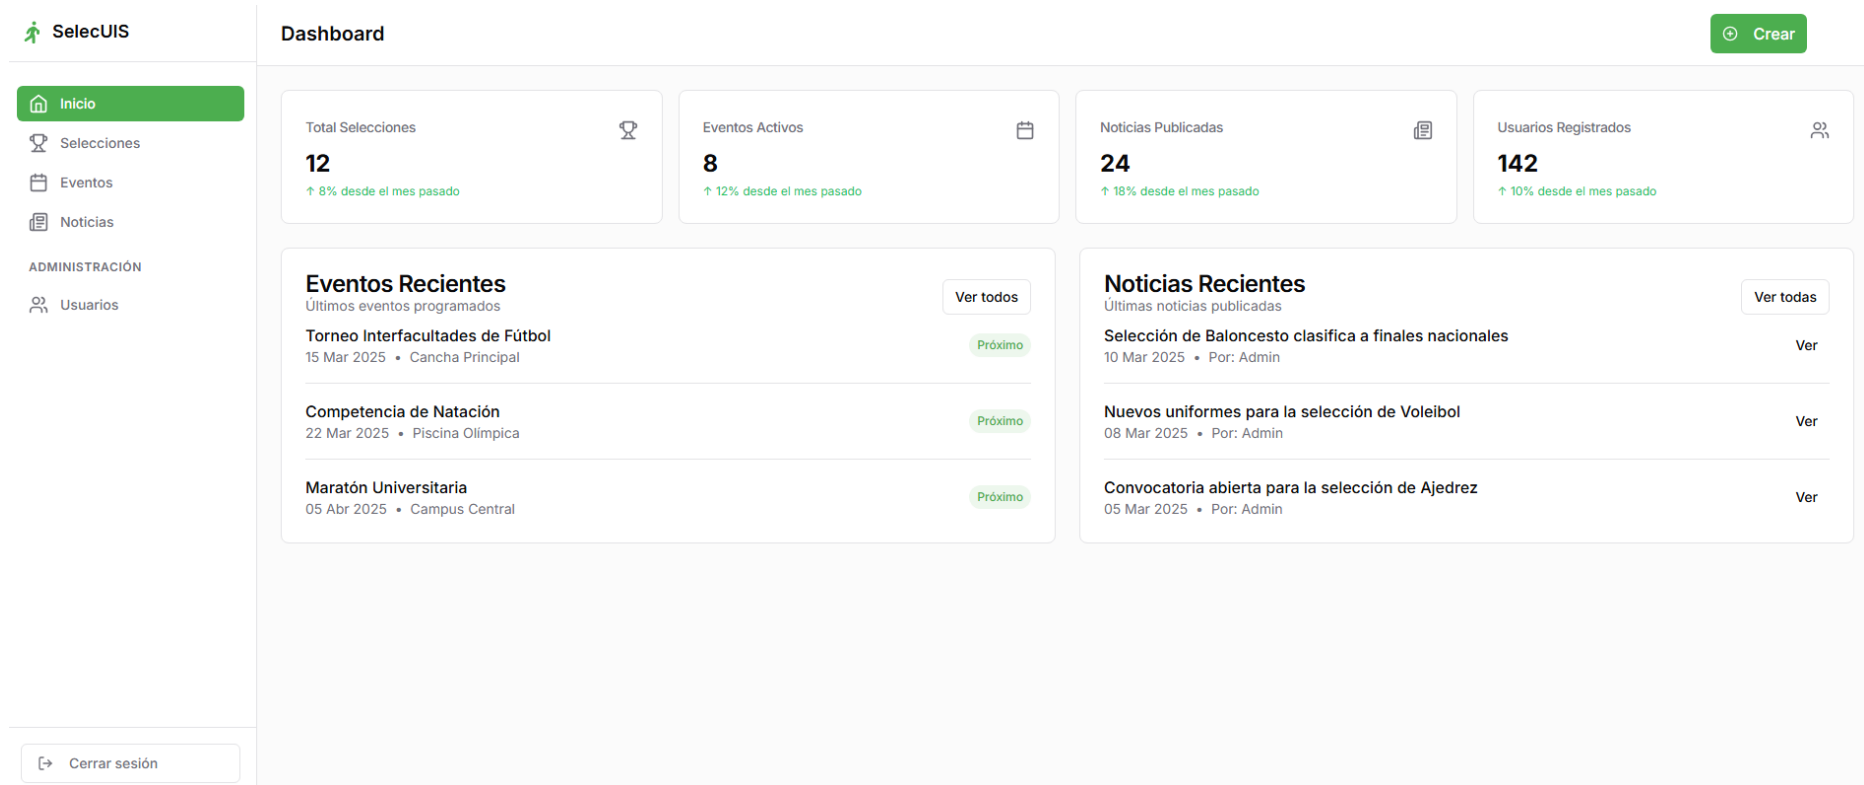 SelecUIS
Inicio
Selecciones
Eventos
Noticias
ADMINISTRACIÓN
Usuarios
Cerrar sesión
Dashboard
Crear
Total Selecciones
12
↑ 8% desde el mes pasado
Eventos Activos
8
↑ 12% desde el mes pasado
Noticias Publicadas
24
↑ 18% desde el mes pasado
Usuarios Registrados
142
↑ 10% desde el mes pasado
Eventos Recientes
Últimos eventos programados
Ver todos
Torneo Interfacultades de Fútbol
15 Mar 2025 • Cancha Principal
Próximo
Competencia de Natación
22 Mar 2025 • Piscina Olímpica
Próximo
Maratón Universitaria
05 Abr 2025 • Campus Central
Próximo
Noticias Recientes
Últimas noticias publicadas
Ver todas
Selección de Baloncesto clasifica a finales nacionales
10 Mar 2025 • Por: Admin
Ver
Nuevos uniformes para la selección de Voleibol
08 Mar 2025 • Por: Admin
Ver
Convocatoria abierta para la selección de Ajedrez
05 Mar 2025 • Por: Admin
Ver